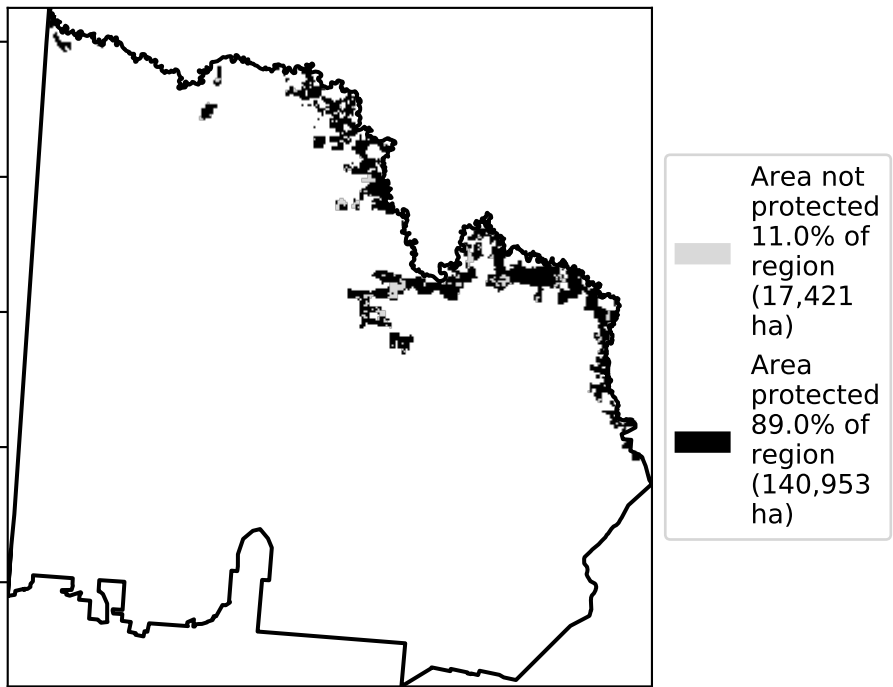 Area not
protected
11.0% of
region
(17,421
ha)
Area
protected
89.0% of
region
(140,953
ha)